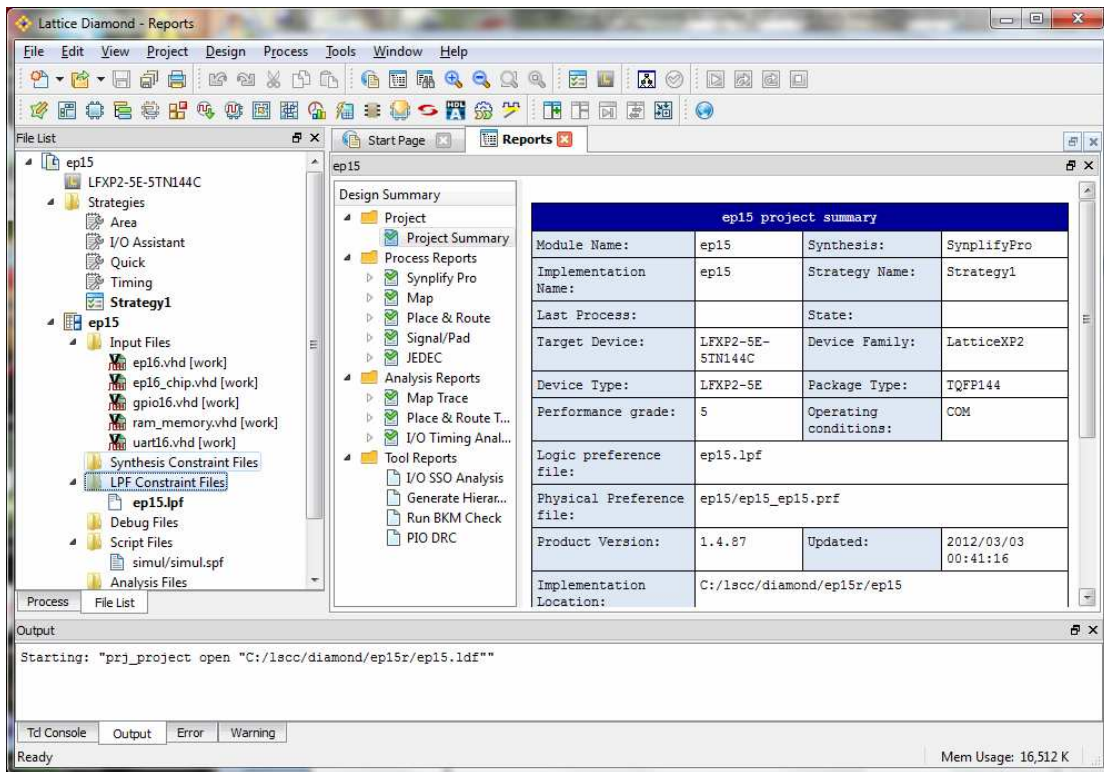 Lattice Diamond - Reports
File Edit View Project Design Process Tools Window Help
File List
ep15
LFXP2-5E-5TN144C
Strategies
Area
I/O Assistant
Quick
Timing
Strategy1
ep15
Input Files
ep16.vhd [work]
ep16_chip.vhd [work]
gpio16.vhd [work]
ram_memory.vhd [work]
uart16.vhd [work]
Synthesis Constraint Files
LPF Constraint Files
ep15.lpf
Debug Files
Script Files
simul/simul.spf
Analysis Files
Process File List
Start Page Reports
ep15
Design Summary
Project
Project Summary
Process Reports
Synplify Pro
Map
Place & Route
Signal/Pad
JEDEC
Analysis Reports
Map Trace
Place & Route T...
I/O Timing Anal...
Tool Reports
I/O SSO Analysis
Generate Hierar...
Run BKM Check
PIO DRC
ep15 project summary
Module Name: ep15 Synthesis: SynplifyPro
Implementation Name: ep15 Strategy Name: Strategy1
Last Process: State:
Target Device: LFXP2-5E-5TN144C Device Family: LatticeXP2
Device Type: LFXP2-5E Package Type: TQFP144
Performance grade: 5 Operating conditions: COM
Logic preference file: ep15.lpf
Physical Preference file: ep15/ep15_ep15.prf
Product Version: 1.4.87 Updated: 2012/03/03 00:41:16
Implementation Location: C:/lscc/diamond/ep15r/ep15
Output
Starting: "prj_project open "C:/lscc/diamond/ep15r/ep15.ldf""
Tcl Console Output Error Warning
Ready Mem Usage: 16,512 K